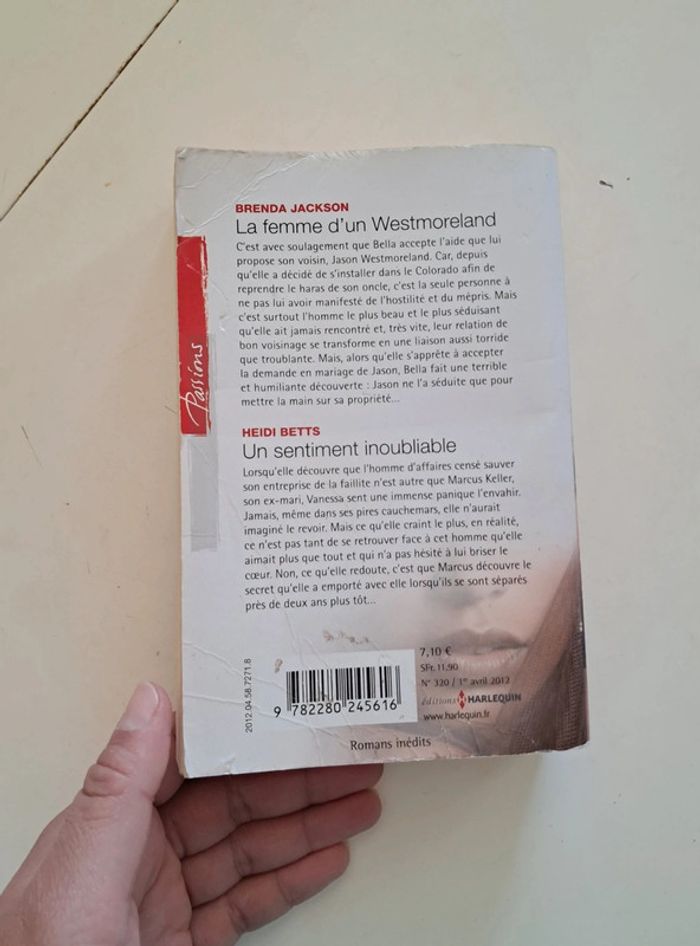 BRENDA JACKSON
La femme d'un Westmoreland
C'est avec soulagement que Bella accepte l'aide que lui
propose son voisin, Jason Westmoreland. Car, depuis
qu'elle a décidé de s'installer dans le Colorado afin de
reprendre le haras de son oncle, c'est la seule personne à
ne pas lui avoir manifesté de l'hostilité et du mépris. Mais
c'est surtout l'homme le plus beau et le plus séduisant
qu'elle ait jamais rencontré et, très vite, leur relation de
bon voisinage se transforme en une liaison aussi torride
que troublante. Mais, alors qu'elle s'apprête à accepter
la demande en mariage de Jason, Bella fait une terrible
et humiliante découverte : Jason ne l'a séduite que pour
mettre la main sur sa propriété...
Passions
HEIDI BETTS
Un sentiment inoubliable
Lorsqu'elle découvre que l'homme d'affaires censé sauver
son entreprise de la faillite n'est autre que Marcus Keller,
son ex-mari, Vanessa sent une immense panique l'envahir.
Jamais, même dans ses pires cauchemars, elle n'aurait
imaginé le revoir. Mais ce qu'elle craint le plus, en réalité,
ce n'est pas tant de se retrouver face à cet homme qu'elle
aimait plus que tout et qui n'a pas hésité à lui briser le
cœur. Non, ce qu'elle redoute, c'est que Marcus découvre le
secret qu'elle a emporté avec elle lorsqu'ils se sont séparés
près de deux ans plus tôt...
2012.04.58.7271.8
9 782280 245616
7,10 €
SFr. 11.90
N° 320 / 1er avril 2012
éditions HARLEQUIN
www.harlequin.fr
Romans inédits